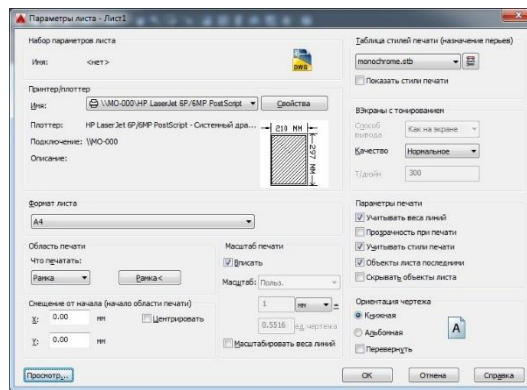 Параметры листа - Лист1
Набор параметров листа
Имя: <нет>
DWG
Принтер/плоттер
Имя: \\MO-000\HP LaserJet 6P/6MP PostScript Свойства
Плоттер: HP LaserJet 6P/6MP PostScript - Системный дра...
Подключение: \\MO-000
Описание:
210 MM
297 MM
Формат листа
A4
Область печати
Что печатать:
Рамка Рамка<
Смещение от начала (начало области печати)
X: 0.00 мм Центрировать
Y: 0.00 мм
Масштаб печати
Вписать
Масштаб: Польз.
1 мм =
0.5516 ед.чертежа
Масштабировать веса линий
Таблица стилей печати (назначение перьев)
monochrome.stb
Показать стили печати
ВЭкраны с тонированием
Способ вывода Как на экране
Качество Нормальное
Т/дюйм 300
Параметры печати
Учитывать веса линий
Прозрачность при печати
Учитывать стили печати
Объекты листа последними
Скрывать объекты листа
Ориентация чертежа
Книжная
Альбомная
Перевернуть
A
Просмотр... ОК Отмена Справка